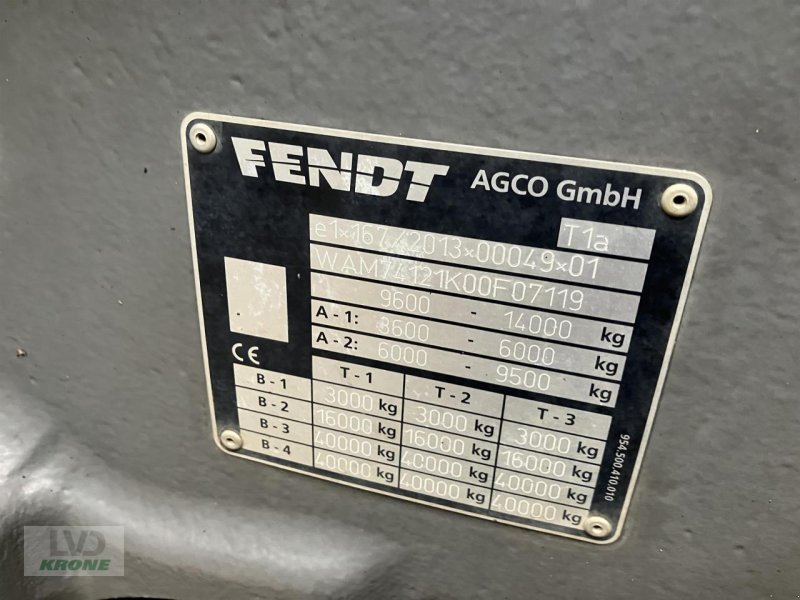 FENDT AGCO GmbH
T1a
e1*167/2013*00049*01
WAM74121K00F07119
9600 - 14000 kg
A - 1: 3600 - 6000 kg
A - 2: 6000 - 9500 kg
CE
T - 1 T - 2 T - 3
B - 1 3000 kg 3000 kg 3000 kg
B - 2 16000 kg 16000 kg 16000 kg
B - 3 40000 kg 40000 kg 40000 kg
B - 4 40000 kg 40000 kg 40000 kg
954.500.410.010
LVD
KRONE